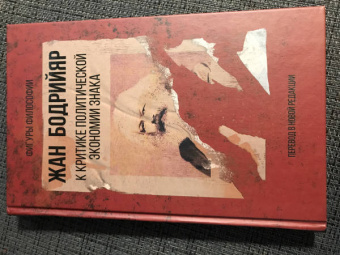 ФИГУРЫ ФИЛОСОФИИ
ЖАН БОДРИЙЯР
К КРИТИКЕ ПОЛИТИЧЕСКОЙ
ЭКОНОМИИ ЗНАКА
ПЕРЕВОД В НОВОЙ РЕДАКЦИИ